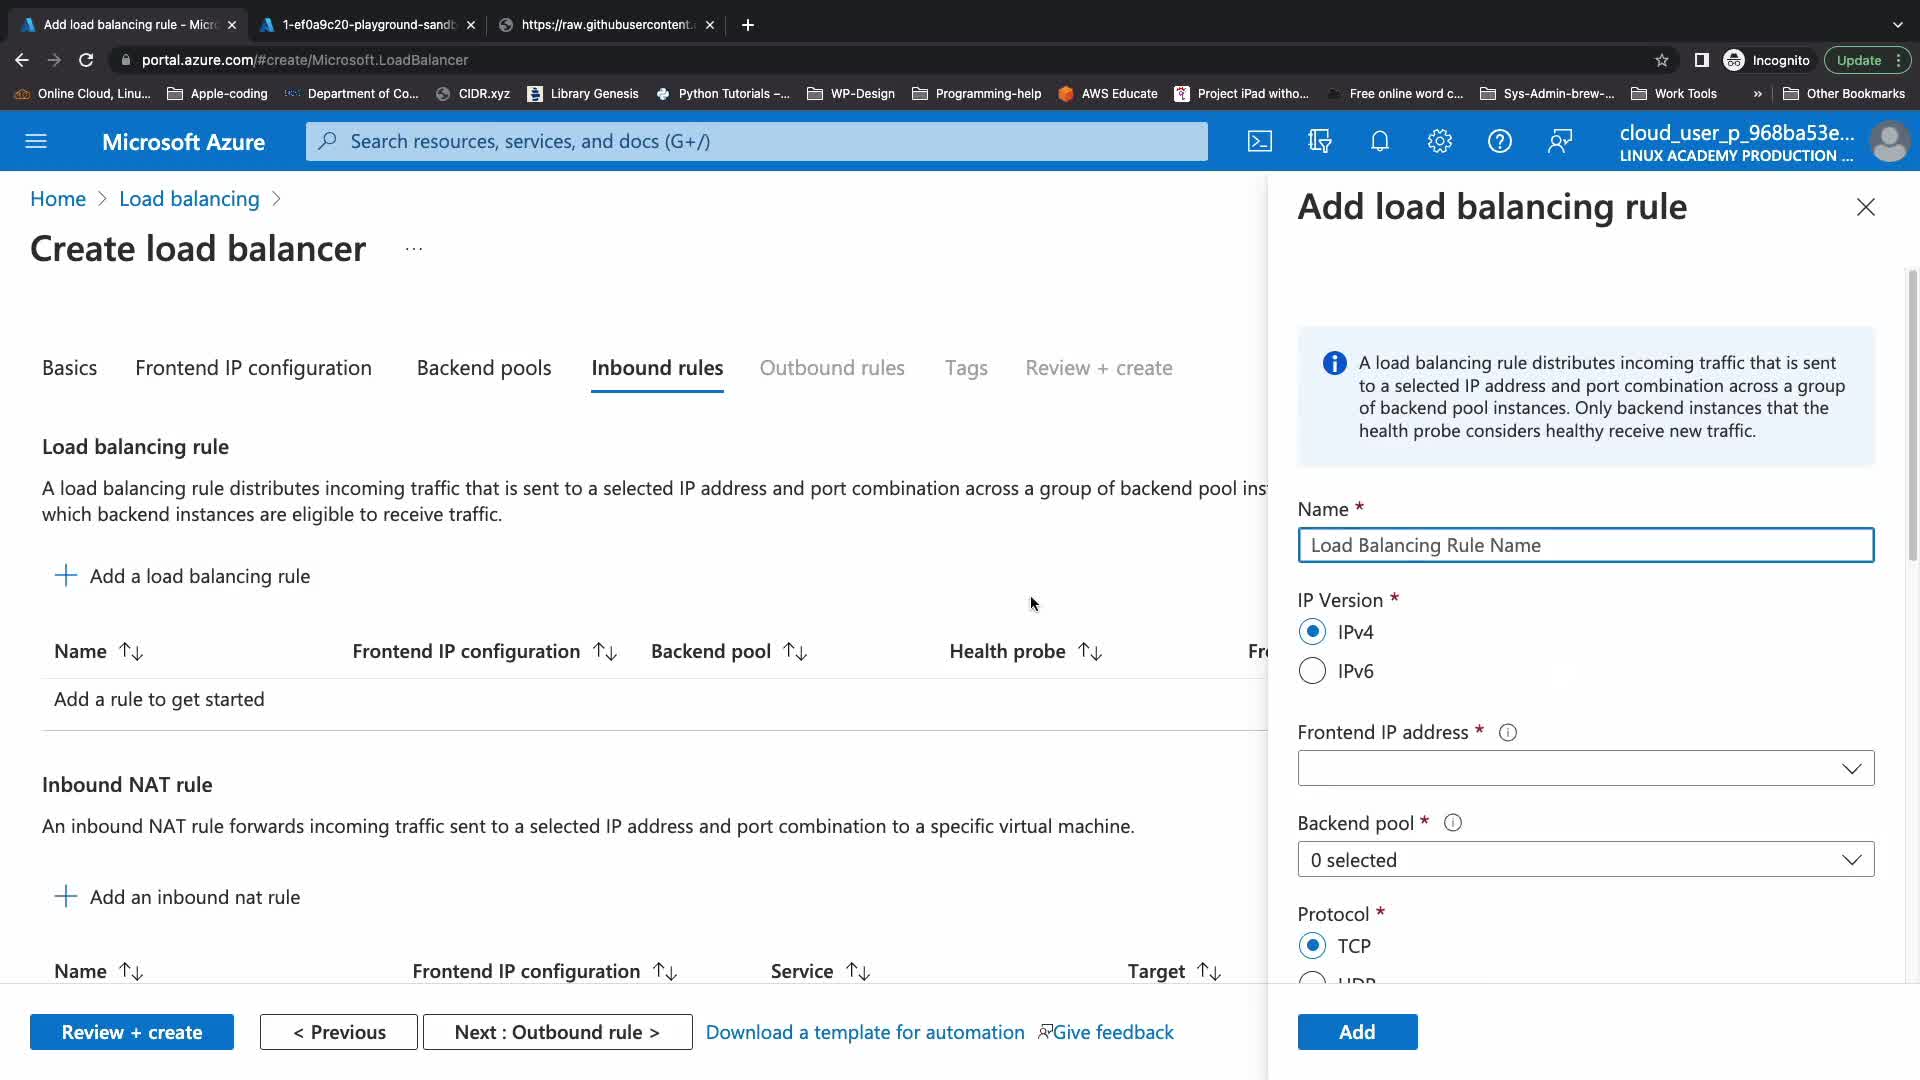 Add load balancing rule - Micro
1-ef0a9c20-playground-sandb
https://raw.githubusercontent.
portal.azure.com/#create/Microsoft.LoadBalancer
Incognito
Update
Online Cloud, Linu...
Apple-coding
Department of Co...
CIDR.xyz
Library Genesis
Python Tutorials –...
WP-Design
Programming-help
AWS Educate
Project iPad witho...
Free online word c...
Sys-Admin-brew-...
Work Tools
»
Other Bookmarks
Microsoft Azure
Search resources, services, and docs (G+/)
cloud_user_p_968ba53e...
LINUX ACADEMY PRODUCTION ...
Home > Load balancing >
Create load balancer ...
Basics
Frontend IP configuration
Backend pools
Inbound rules
Outbound rules
Tags
Review + create
Load balancing rule
A load balancing rule distributes incoming traffic that is sent to a selected IP address and port combination across a group of backend pool ins
which backend instances are eligible to receive traffic.
+ Add a load balancing rule
Name
Frontend IP configuration
Backend pool
Health probe
Fr
Add a rule to get started
Inbound NAT rule
An inbound NAT rule forwards incoming traffic sent to a selected IP address and port combination to a specific virtual machine.
+ Add an inbound nat rule
Name
Frontend IP configuration
Service
Target
Review + create
< Previous
Next : Outbound rule >
Download a template for automation
Give feedback
Add load balancing rule
A load balancing rule distributes incoming traffic that is sent
to a selected IP address and port combination across a group
of backend pool instances. Only backend instances that the
health probe considers healthy receive new traffic.
Name *
Load Balancing Rule Name
IP Version *
IPv4
IPv6
Frontend IP address *
Backend pool *
0 selected
Protocol *
TCP
UDP
Add